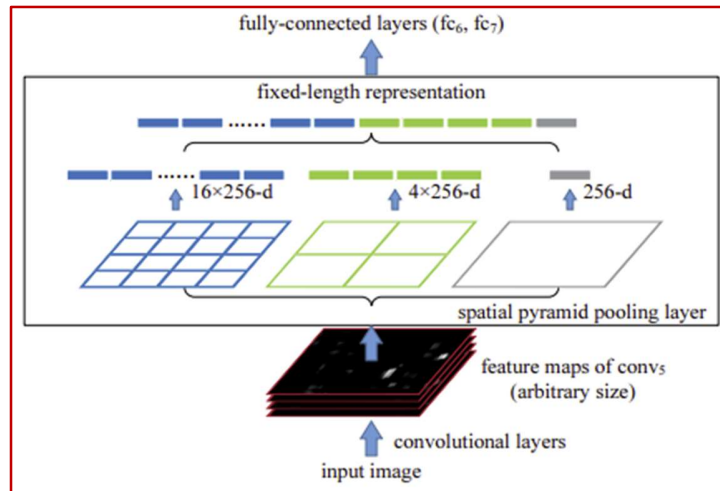 fully-connected layers (fc₆, fc₇)
fixed-length representation
......
......
16×256-d
4×256-d
256-d
spatial pyramid pooling layer
feature maps of conv₅
(arbitrary size)
convolutional layers
input image